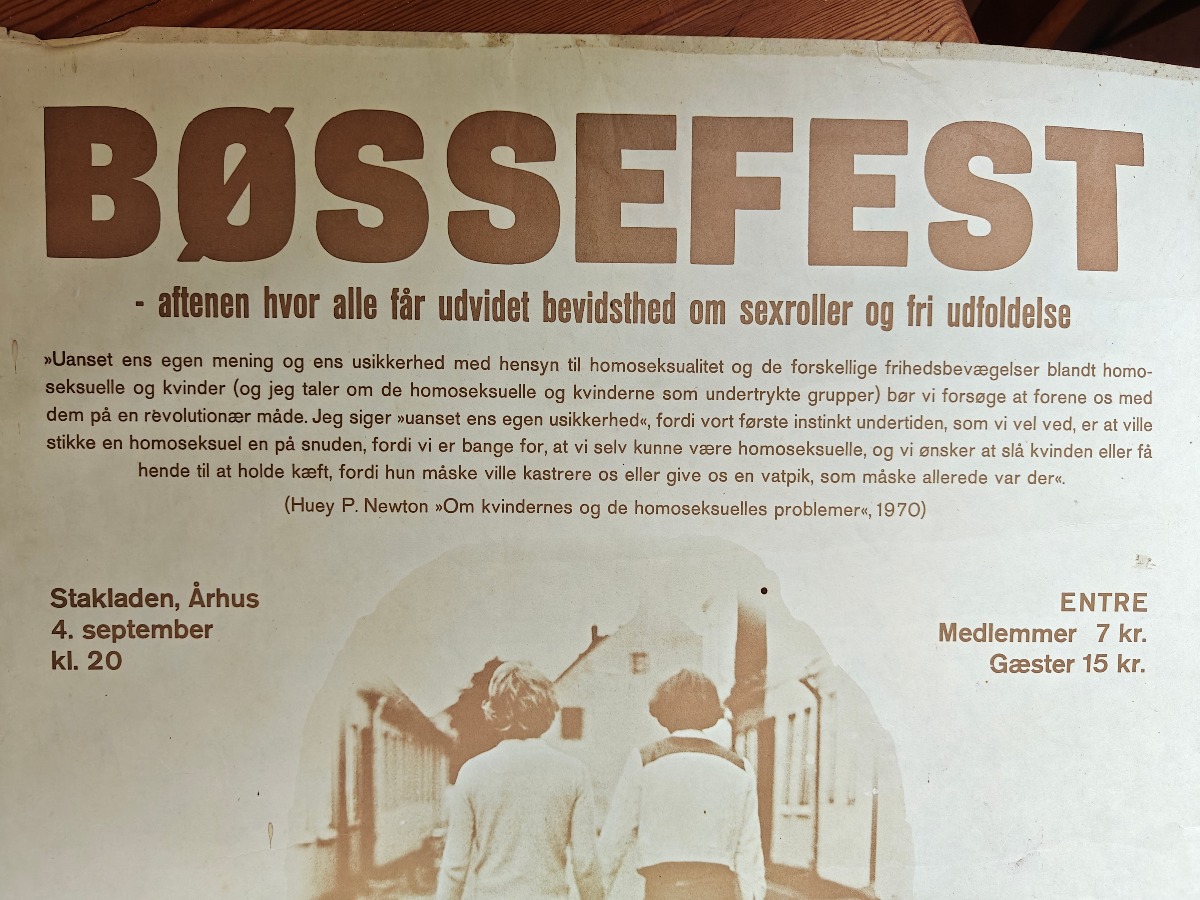 BØSSEFEST
- aftenen hvor alle får udvidet bevidsthed om sexroller og fri udfoldelse
»Uanset ens egen mening og ens usikkerhed med hensyn til homoseksualitet og de forskellige frihedsbevægelser blandt homo-
seksuelle og kvinder (og jeg taler om de homoseksuelle og kvinderne som undertrykte grupper) bør vi forsøge at forene os med
dem på en revolutionær måde. Jeg siger »uanset ens egen usikkerhed«, fordi vort første instinkt undertiden, som vi vel ved, er at ville
stikke en homoseksuel en på snuden, fordi vi er bange for, at vi selv kunne være homoseksuelle, og vi ønsker at slå kvinden eller få
hende til at holde kæft, fordi hun måske ville kastrere os eller give os en vatpik, som måske allerede var der«.
(Huey P. Newton »Om kvindernes og de homoseksuelles problemer«, 1970)
Stakladen, Århus
4. september
kl. 20
ENTRE
Medlemmer 7 kr.
Gæster 15 kr.